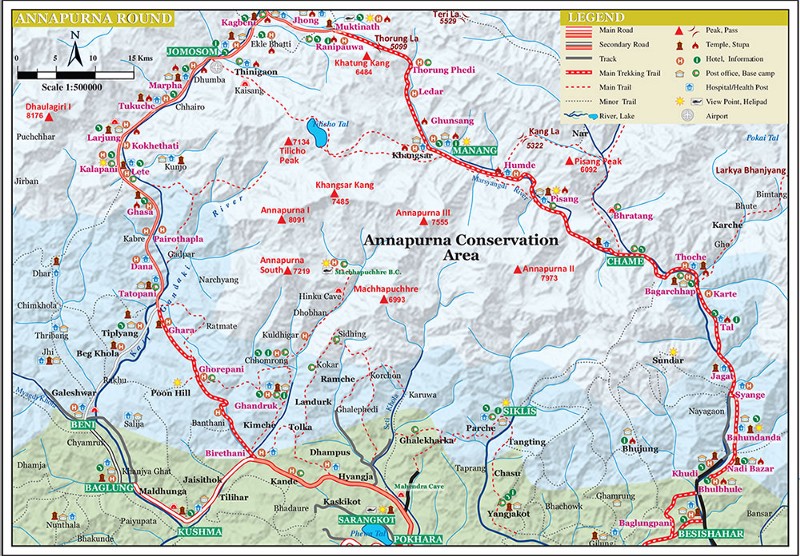 ANNAPURNA ROUND
N
0
5
10
15 Kms
Scale 1:500000
LEGEND
Main Road
Secondary Road
Track
Main Trekking Trail
Main Trail
Minor Trail
River, Lake
Peak, Pass
Temple, Stupa
Hotel, Information
Post office, Base camp
Hospital/Health Post
View Point, Helipad
Airport
Kagbeni
Jhong
Muktinath
Teri La
5529
Ekle Bhatti
Ranipauwa
Thorung La
5099
JOMOSOM
Khatung Kang
6484
Thorung Phedi
Dhumba
Thinigaon
Marpha
Kaisang
Ledar
Tukuche
Chhairo
Dhaulagiri I
8176
Tilicho Tal
Ghunsang
Kang La
5322
Nar
Puchchhar
Larjung
Kokhethati
7134
Tilicho
Peak
Khangsar
MANANG
Pisang Peak
6092
Pokai Tal
Kalapani
Lete
Kunjo
Humde
Larkya Bhanjyang
Jirban
Khangsar Kang
7485
Marsyangdi River
Bimtang
Pisang
Bhute
Ghasa
River
Annapurna I
8091
Annapurna III
7555
Bhratang
Karche
Kabre
Pairothapla
Gho
Annapurna Conservation
Area
Gadpar
CHAME
Thoche
Dana
Annapurna
South 7219
Machhapuchhre B.C.
Annapurna II
7973
Dhar
Narchyang
Bagarchhap
Karte
Tatopani
Hinku Cave
Machhapuchhre
6993
Chimkhola
Kali Gandaki
Dhobhan
Tal
Ratmate
Thribang
Tiplyang
Ghara
Kuldhigar
Sidhing
Jhi
Beg Khola
Chhomrong
Sundar
Kokar
Ghorepani
Ramche
Korchon
Jagat
Rakhu
Poon Hill
Galeshwar
Ghandruk
Landurk
Karuwa
Syange
Ghalephedi
SIKLIS
Nayagaon
BENI
Salija
Banthani
Kimche
Tolka
Parche
Bahundanda
Chyamruk
Ghalekharka
Tangting
Bhujung
Birethanti
Dhampus
Nadi Bazar
Dhamja
Khanjya Ghat
Taprang
Chasu
Khudi
Jaisithok
Hyangja
Mahendra Cave
Bhulbhule
BAGLUNG
Maldhunga
Kande
Tilihar
Ghamrung
Kaskikot
Bhachowk
Nunthala
Paiyupata
Bhadaure
SARANGKOT
Yangjakot
Baglungpani
Bansar
Bhakunde
KUSHMA
Phewa Tal
POKHARA
BESISHAHAR